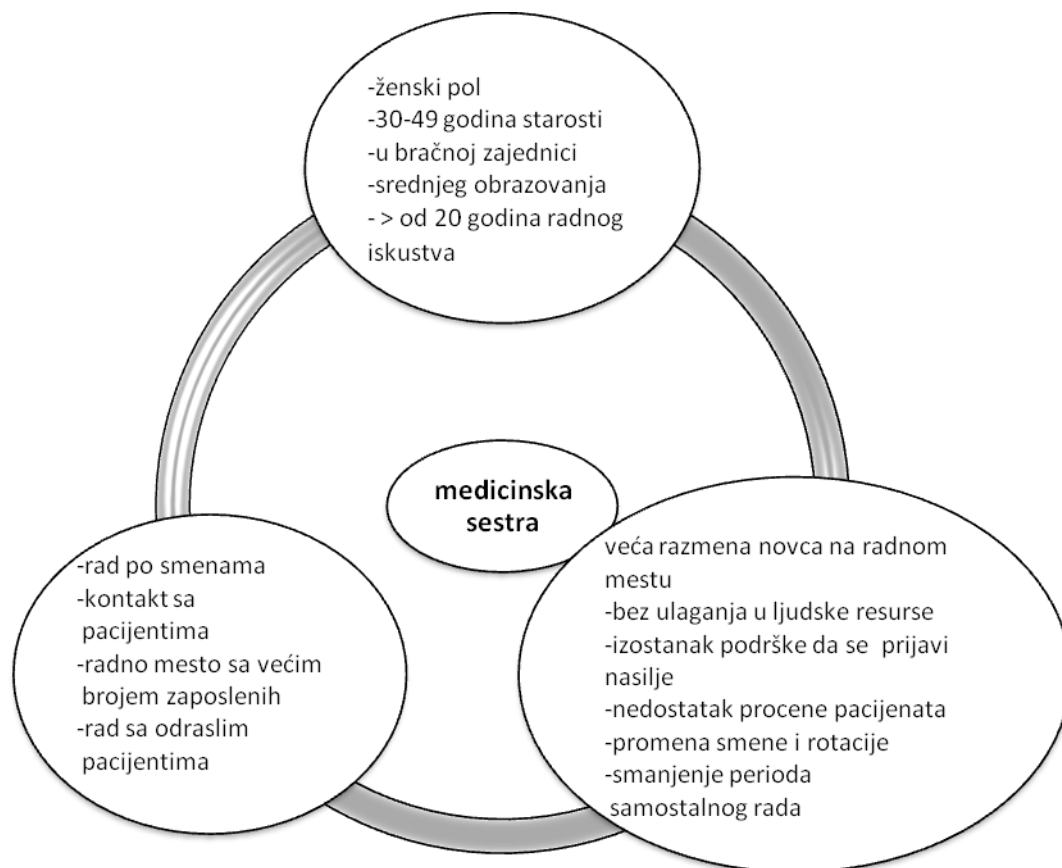 -ženski pol
-30-49 godina starosti
-u bračnoj zajednici
-srednjeg obrazovanja
- > od 20 godina radnog
iskustva
medicinska
sestra
-rad po smenama
-kontakt sa
pacijentima
-radno mesto sa većim
brojem zaposlenih
-rad sa odraslim
pacijentima
veća razmena novca na radnom
mestu
-bez ulaganja u ljudske resurse
-izostanak podrške da se prijavi
nasilje
-nedostatak procene pacijenata
-promena smene i rotacije
-smanjenje perioda
samostalnog rada